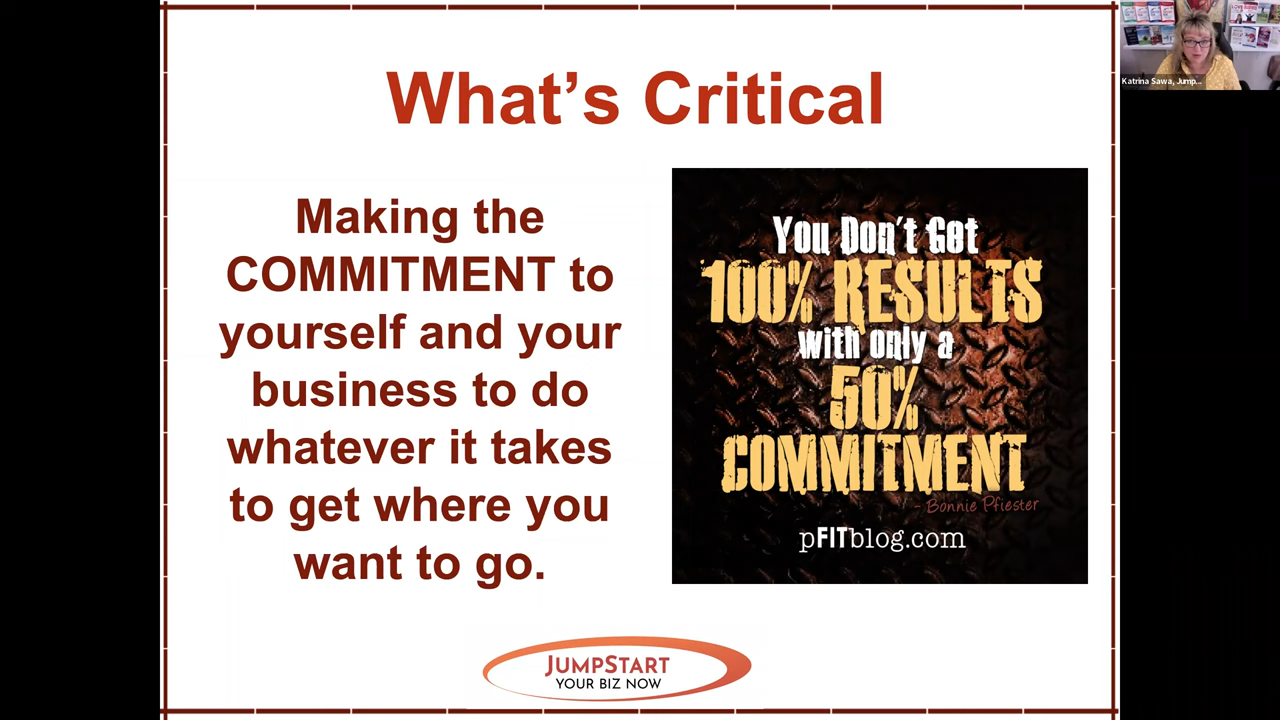 What's Critical
Making the
COMMITMENT to
yourself and your
business to do
whatever it takes
to get where you
want to go.
You Don't Get
100% RESULTS
with only a
50%
COMMITMENT
- Bonnie Pfiester
pFITblog.com
JUMPSTART
YOUR BIZ NOW
Katrina Sawa, Jump...